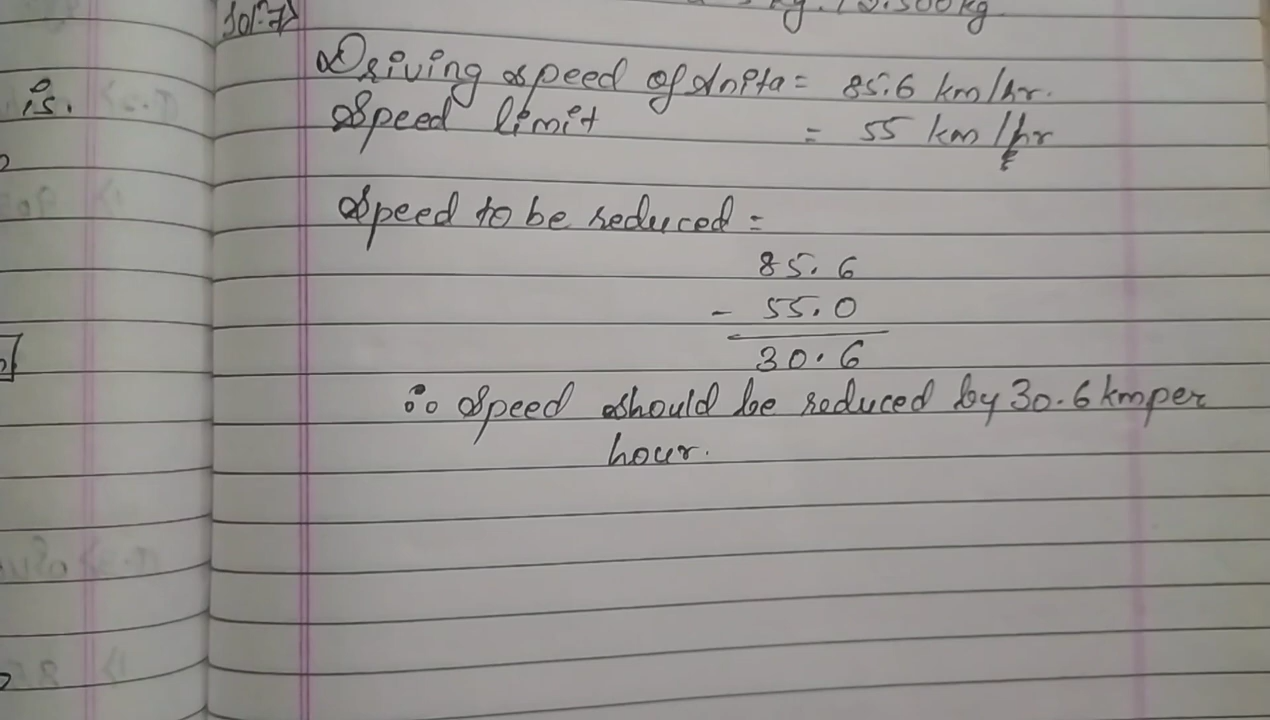 Sol:7>
Driving speed of Anita = 85.6 km/hr.
is.
Speed limit = 55 km/hr
Speed to be reduced =
85.6
- 55.0
30.6
∴ Speed should be reduced by 30.6 km per
hour.